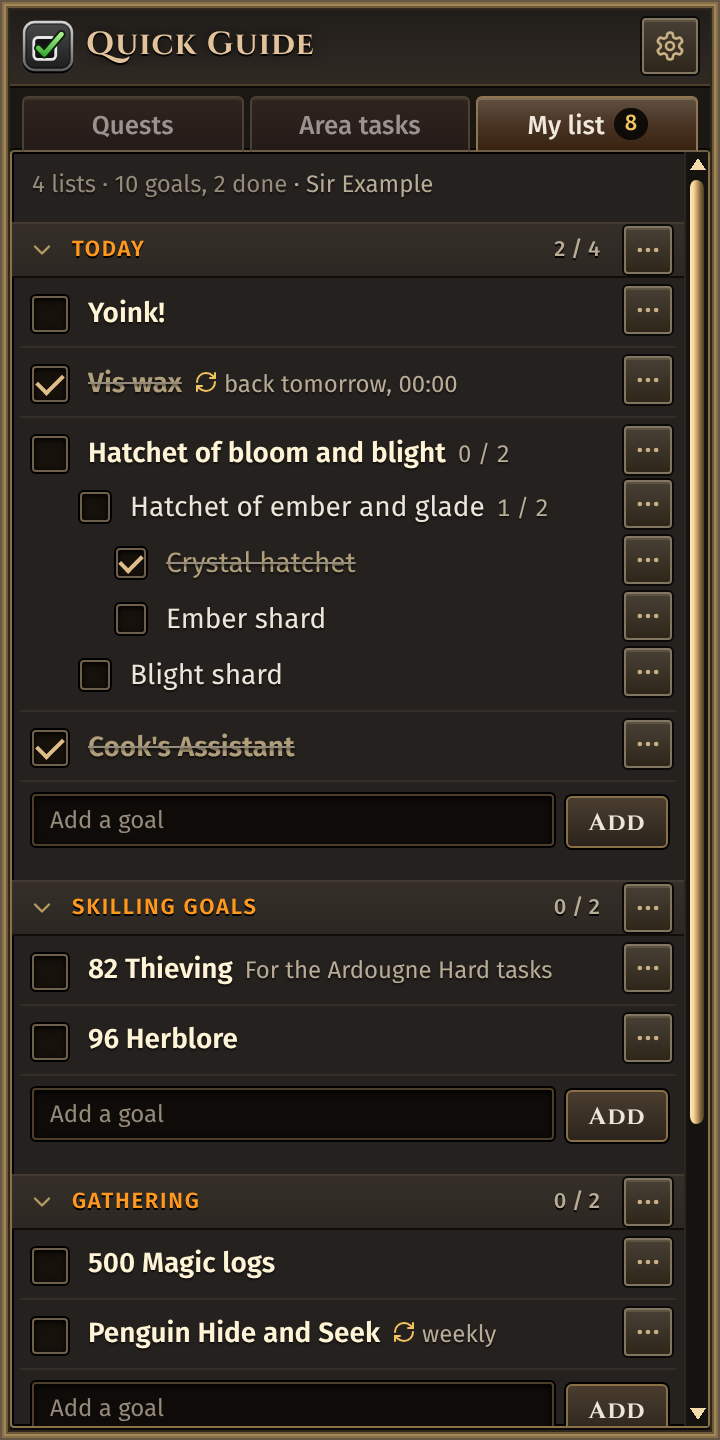 Quick Guide
Quests
Area tasks
My list 8
4 lists · 10 goals, 2 done · Sir Example
TODAY 2 / 4
Yoink!
Vis wax back tomorrow, 00:00
Hatchet of bloom and blight 0 / 2
Hatchet of ember and glade 1 / 2
Crystal hatchet
Ember shard
Blight shard
Cook's Assistant
Add a goal ADD
SKILLING GOALS 0 / 2
82 Thieving For the Ardougne Hard tasks
96 Herblore
Add a goal ADD
GATHERING 0 / 2
500 Magic logs
Penguin Hide and Seek weekly
Add a goal ADD